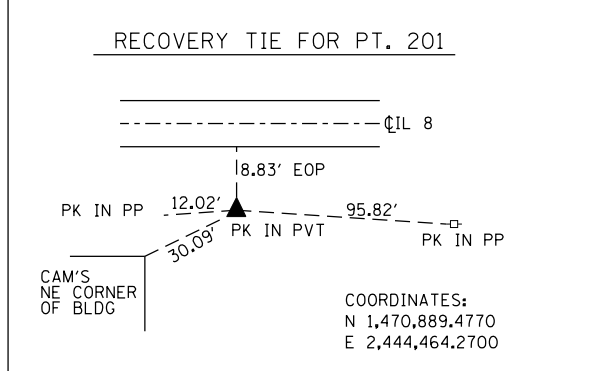 RECOVERY TIE FOR PT. 201
℄ IL 8
8.83' EOP
PK IN PP
12.02'
95.82'
PK IN PVT
30.09'
PK IN PP
CAM'S
NE CORNER
OF BLDG
COORDINATES:
N 1,470,889.4770
E 2,444,464.2700